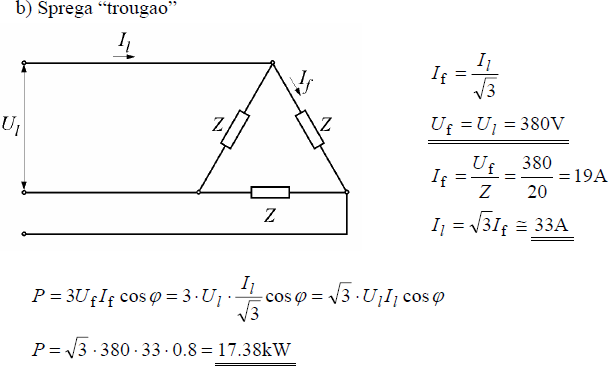 b) Sprega “trougao”
I_l
I_f
U_l
Z
Z
Z
I_f = I_l / √3
U_f = U_l = 380V
I_f = U_f / Z = 380 / 20 = 19A
I_l = √3 I_f ≅ 33A
P = 3U_f I_f cos φ = 3 · U_l · I_l / √3 cos φ = √3 · U_l I_l cos φ
P = √3 · 380 · 33 · 0.8 = 17.38kW